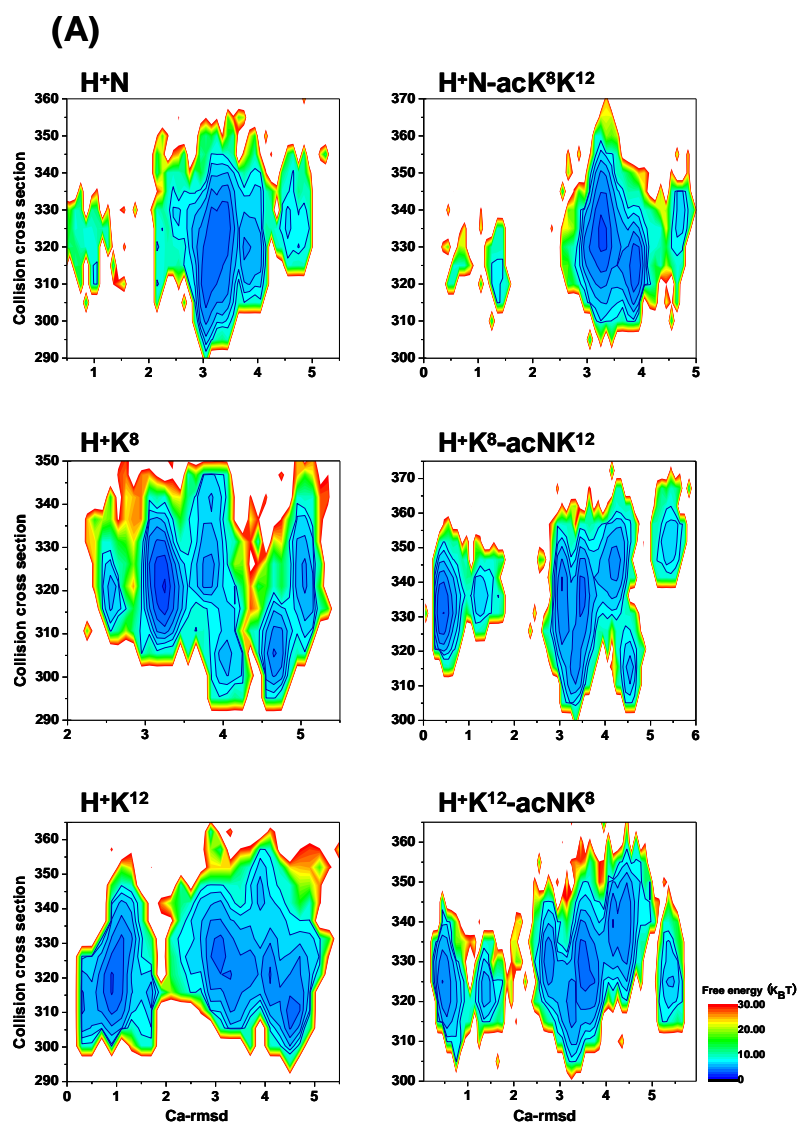 (A)
H⁺N
H⁺N-acK⁸K¹²
360
350
340
330
320
310
300
290
Collision cross section
1 2 3 4 5
370
360
350
340
330
320
310
300
0 1 2 3 4 5
H⁺K⁸
H⁺K⁸-acNK¹²
350
340
330
320
310
300
290
Collision cross section
2 3 4 5
370
360
350
340
330
320
310
300
0 1 2 3 4 5 6
H⁺K¹²
H⁺K¹²-acNK⁸
360
350
340
330
320
310
300
290
Collision cross section
0 1 2 3 4 5
Ca-rmsd
360
350
340
330
320
310
300
0 1 2 3 4 5
Ca-rmsd
Free energy (K_BT)
30.00
20.00
10.00
0